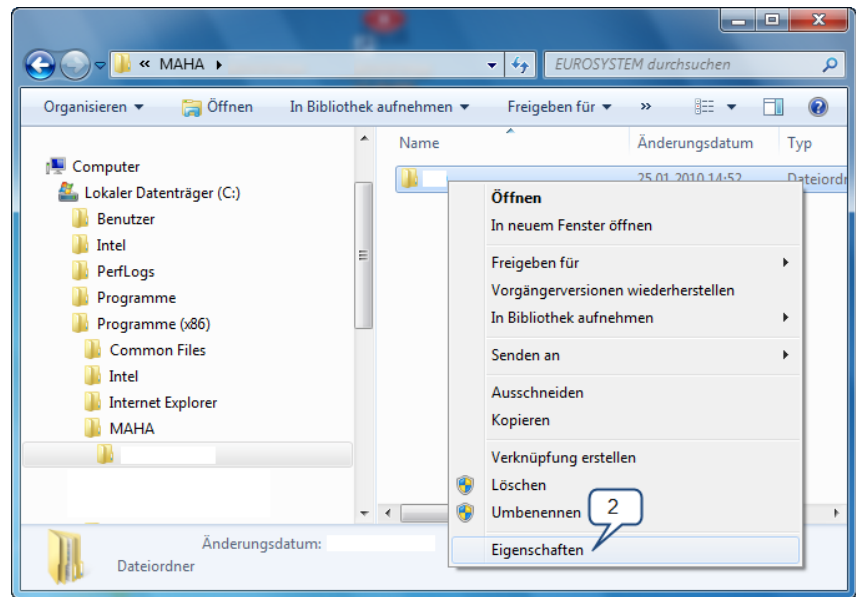 « MAHA
EUROSYSTEM durchsuchen
Organisieren Öffnen In Bibliothek aufnehmen Freigeben für »
Name Änderungsdatum Typ
Computer
Lokaler Datenträger (C:)
Benutzer
Intel
PerfLogs
Programme
Programme (x86)
Common Files
Intel
Internet Explorer
MAHA
25.01.2010 14:52 Dateiordr
Öffnen
In neuem Fenster öffnen
Freigeben für
Vorgängerversionen wiederherstellen
In Bibliothek aufnehmen
Senden an
Ausschneiden
Kopieren
Verknüpfung erstellen
Löschen
Umbenennen
2
Eigenschaften
Änderungsdatum:
Dateiordner